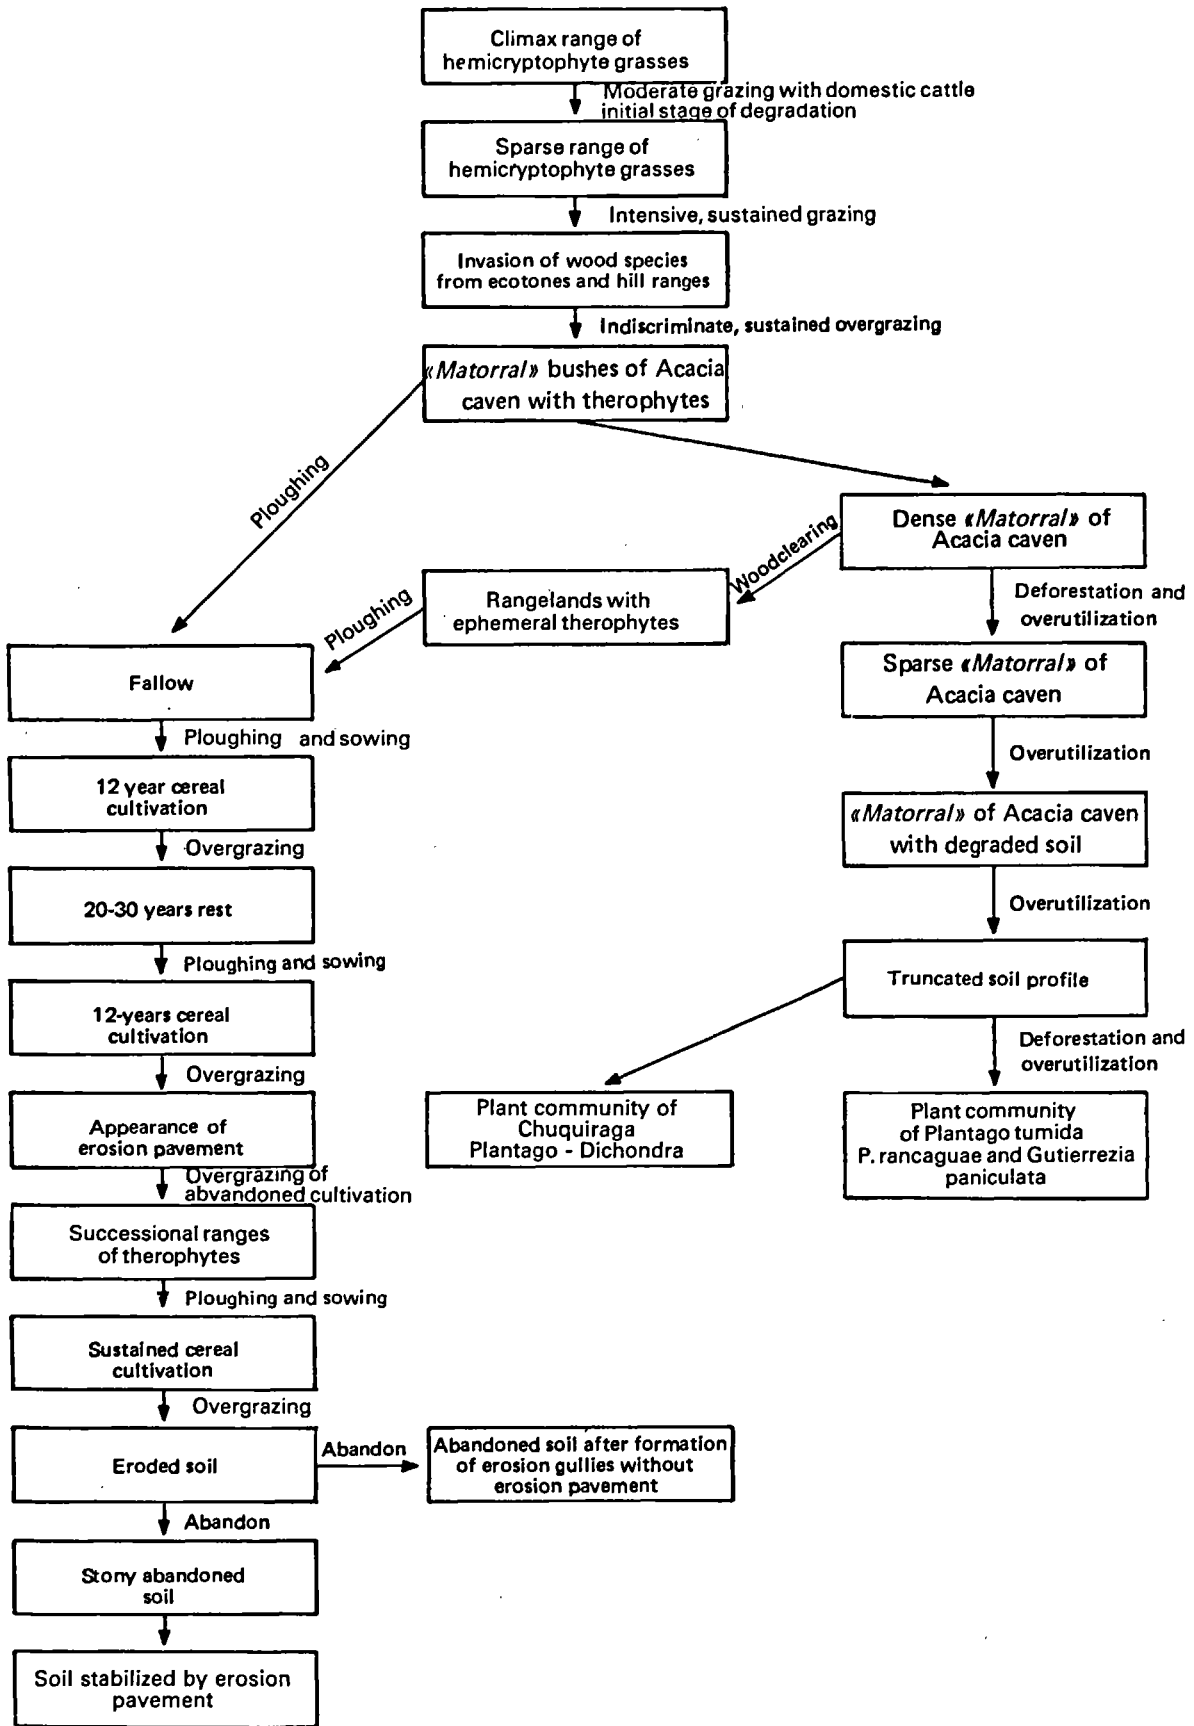 Climax range of
hemicryptophyte grasses
Moderate grazing with domestic cattle
initial stage of degradation
Sparse range of
hemicryptophyte grasses
Intensive, sustained grazing
Invasion of wood species
from ecotones and hill ranges
Indiscriminate, sustained overgrazing
«Matorral» bushes of Acacia
caven with therophytes
Ploughing
Dense «Matorral» of
Acacia caven
Woodclearing
Rangelands with
ephemeral therophytes
Ploughing
Deforestation and
overutilization
Fallow
Sparse «Matorral» of
Acacia caven
Ploughing and sowing
Overutilization
12 year cereal
cultivation
«Matorral» of Acacia caven
with degraded soil
Overgrazing
20-30 years rest
Overutilization
Ploughing and sowing
Truncated soil profile
12-years cereal
cultivation
Deforestation and
overutilization
Overgrazing
Appearance of
erosion pavement
Plant community of
Chuquiraga
Plantago - Dichondra
Plant community
of Plantago tumida
P. rancaguae and Gutierrezia
paniculata
Overgrazing of
abvandoned cultivation
Successional ranges
of therophytes
Ploughing and sowing
Sustained cereal
cultivation
Overgrazing
Eroded soil
Abandon
Abandoned soil after formation
of erosion gullies without
erosion pavement
Abandon
Stony abandoned
soil
Soil stabilized by erosion
pavement